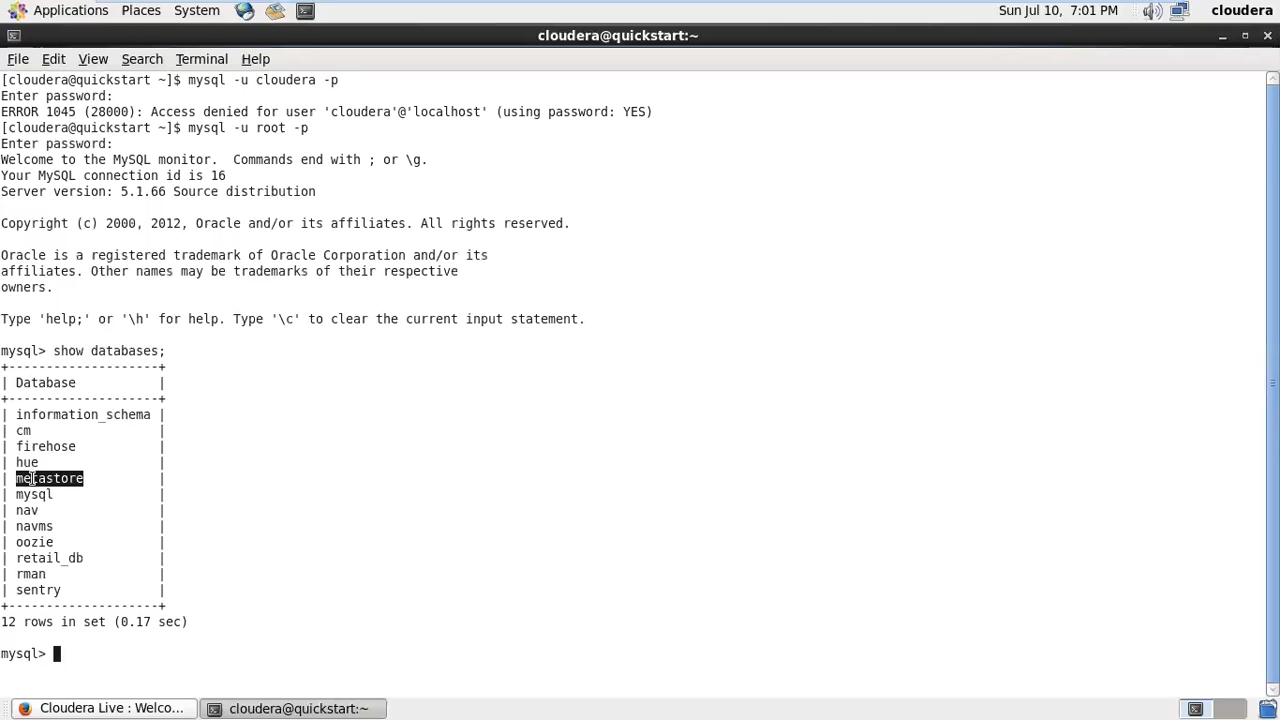 Applications Places System Sun Jul 10, 7:01 PM cloudera
cloudera@quickstart:~
File Edit View Search Terminal Help
[cloudera@quickstart ~]$ mysql -u cloudera -p
Enter password:
ERROR 1045 (28000): Access denied for user 'cloudera'@'localhost' (using password: YES)
[cloudera@quickstart ~]$ mysql -u root -p
Enter password:
Welcome to the MySQL monitor.  Commands end with ; or \g.
Your MySQL connection id is 16
Server version: 5.1.66 Source distribution
Copyright (c) 2000, 2012, Oracle and/or its affiliates. All rights reserved.
Oracle is a registered trademark of Oracle Corporation and/or its
affiliates. Other names may be trademarks of their respective
owners.
Type 'help;' or '\h' for help. Type '\c' to clear the current input statement.
mysql> show databases;
+--------------------+
| Database           |
+--------------------+
| information_schema |
| cm                 |
| firehose           |
| hue                |
| metastore          |
| mysql              |
| nav                |
| navms              |
| oozie              |
| retail_db          |
| rman               |
| sentry             |
+--------------------+
12 rows in set (0.17 sec)
mysql>
Cloudera Live : Welco... cloudera@quickstart:~